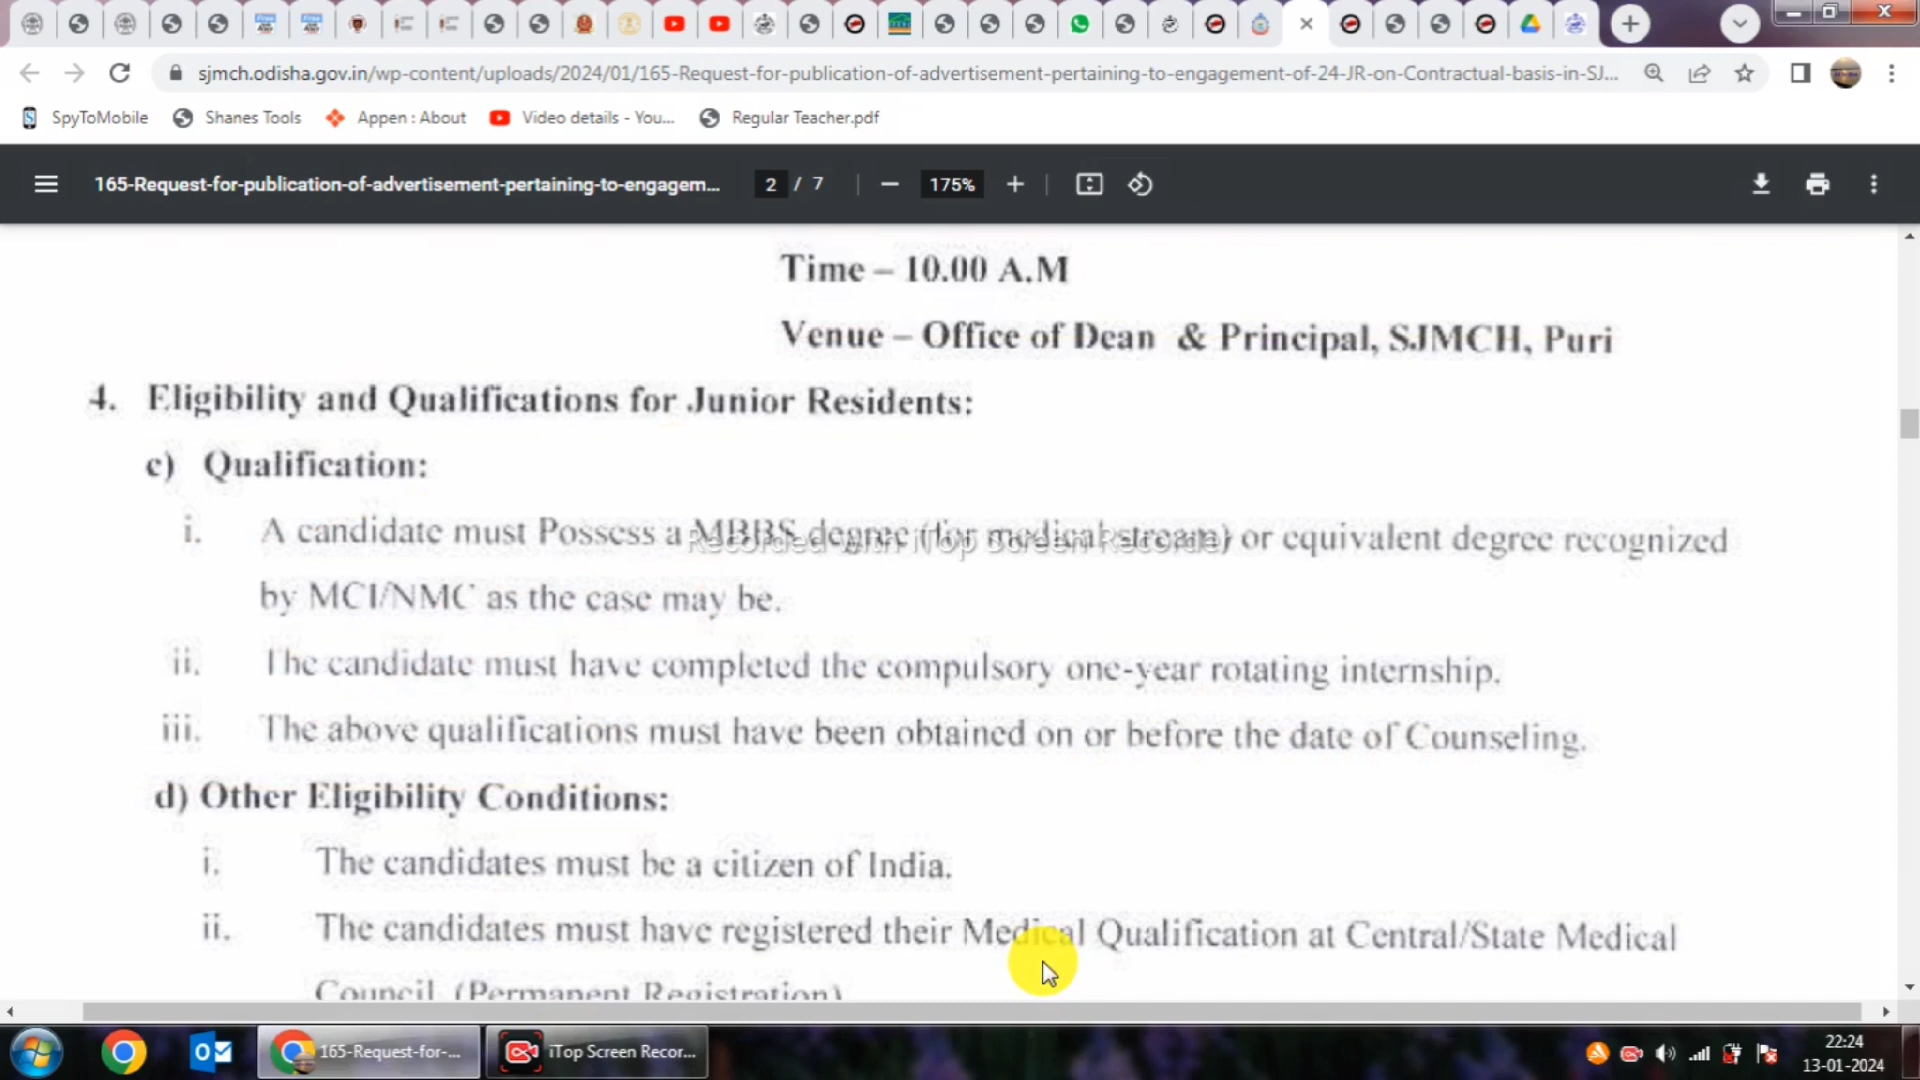 sjmch.odisha.gov.in/wp-content/uploads/2024/01/165-Request-for-publication-of-advertisement-pertaining-to-engagement-of-24-JR-on-Contractual-basis-in-SJ...
SpyToMobile Shanes Tools Appen : About Video details - You... Regular Teacher.pdf
165-Request-for-publication-of-advertisement-pertaining-to-engagem... 2 / 7 175%
Time – 10.00 A.M
Venue – Office of Dean & Principal, SJMCH, Puri
4. Eligibility and Qualifications for Junior Residents:
c) Qualification:
i. A candidate must Possess a MBBS degree (for medical stream) or equivalent degree recognized
Recorded with iTop Screen Recorder
by MCI/NMC as the case may be.
ii. The candidate must have completed the compulsory one-year rotating internship.
iii. The above qualifications must have been obtained on or before the date of Counseling.
d) Other Eligibility Conditions:
i. The candidates must be a citizen of India.
ii. The candidates must have registered their Medical Qualification at Central/State Medical
Council (Permanent Registration)
165-Request-for-... iTop Screen Recor...
22:24
13-01-2024